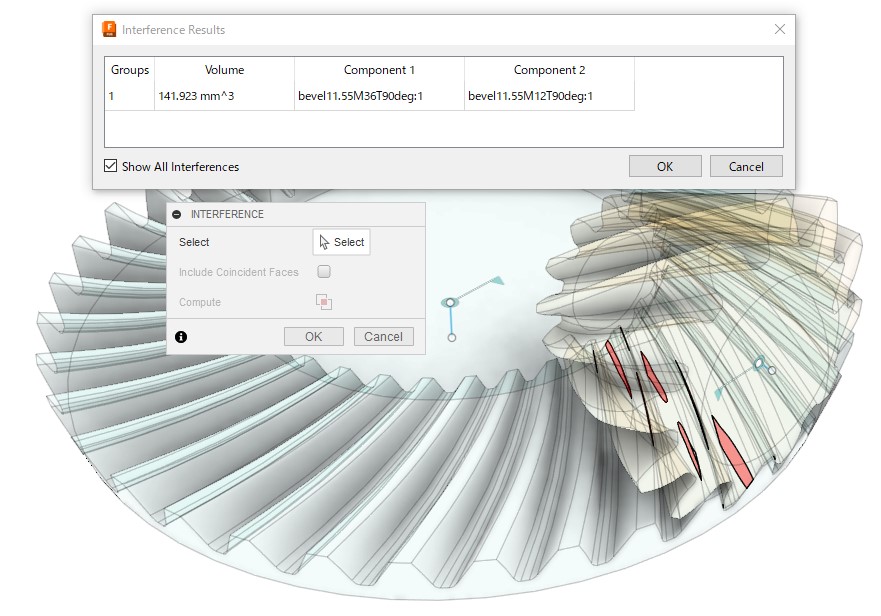 Interference Results
Groups Volume Component 1 Component 2
1 141.923 mm^3 bevel11.55M36T90deg:1 bevel11.55M12T90deg:1
Show All Interferences OK Cancel
INTERFERENCE
Select Select
Include Coincident Faces
Compute
OK Cancel